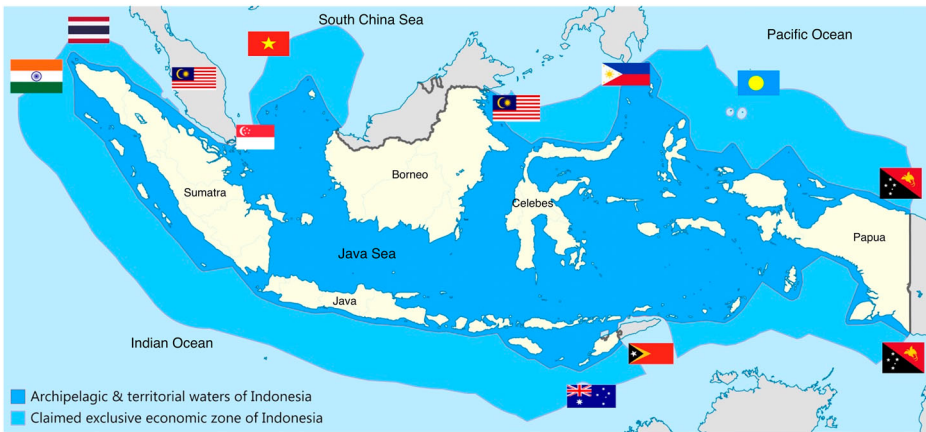 South China Sea
Pacific Ocean
Borneo
Sumatra
Celebes
Papua
Java Sea
Java
Indian Ocean
Archipelagic & territorial waters of Indonesia
Claimed exclusive economic zone of Indonesia